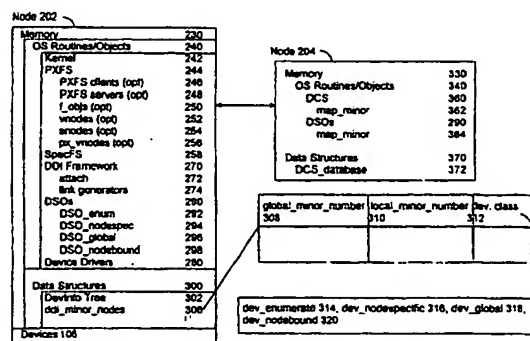 Node 202
Memory 230
OS Routines/Objects 240
Kernel 242
PXFS 244
PXFS clients (opt) 246
PXFS servers (opt) 248
f_objs (opt) 250
vnodes (opt) 252
snodes (opt) 254
px_vnodes (opt) 256
SpecFS 258
DDI Framework 270
attach 272
link generators 274
DSOs 290
DSO_enum 292
DSO_nodespec 294
DSO_global 296
DSO_nodebound 298
Device Drivers 280
Data Structures 300
DevInfo Tree 302
ddi_minor_nodes 306
Devices 106
Node 204
Memory 330
OS Routines/Objects 340
DCS 360
map_minor 362
DSOs 290
map_minor 364
Data Structures 370
DCS_database 372
global_minor_number local_minor_number dev. class
308 310 312
dev_enumerate 314, dev_nodespecific 316, dev_global 318,
dev_nodebound 320